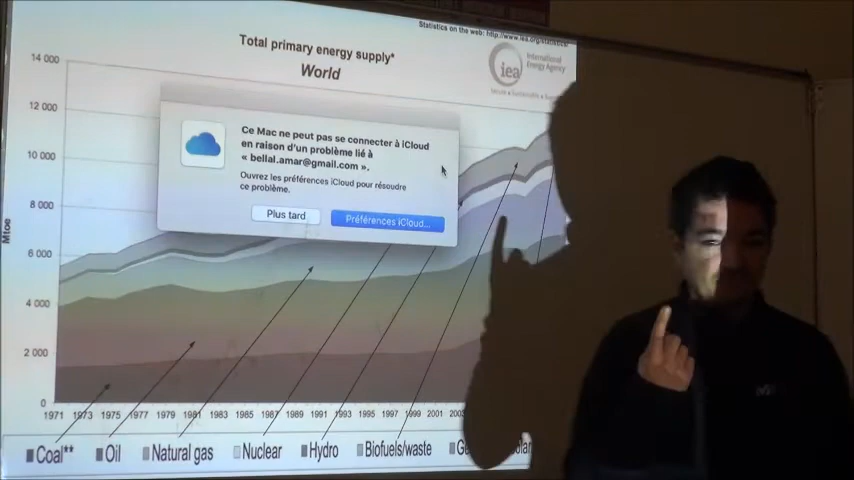 Statistics on the web: http://www.iea.org/statistics/
Total primary energy supply*
World
iea
International
Energy Agency
14 000
12 000
10 000
8 000
6 000
4 000
2 000
0
Mtoe
Ce Mac ne peut pas se connecter à iCloud
en raison d'un problème lié à
« bellal.amar@gmail.com ».
Ouvrez les préférences iCloud pour résoudre
ce problème.
Plus tard
Préférences iCloud...
1971 1973 1975 1977 1979 1981 1983 1985 1987 1989 1991 1993 1995 1997 1999 2001
Coal** Oil Natural gas Nuclear Hydro Biofuels/waste